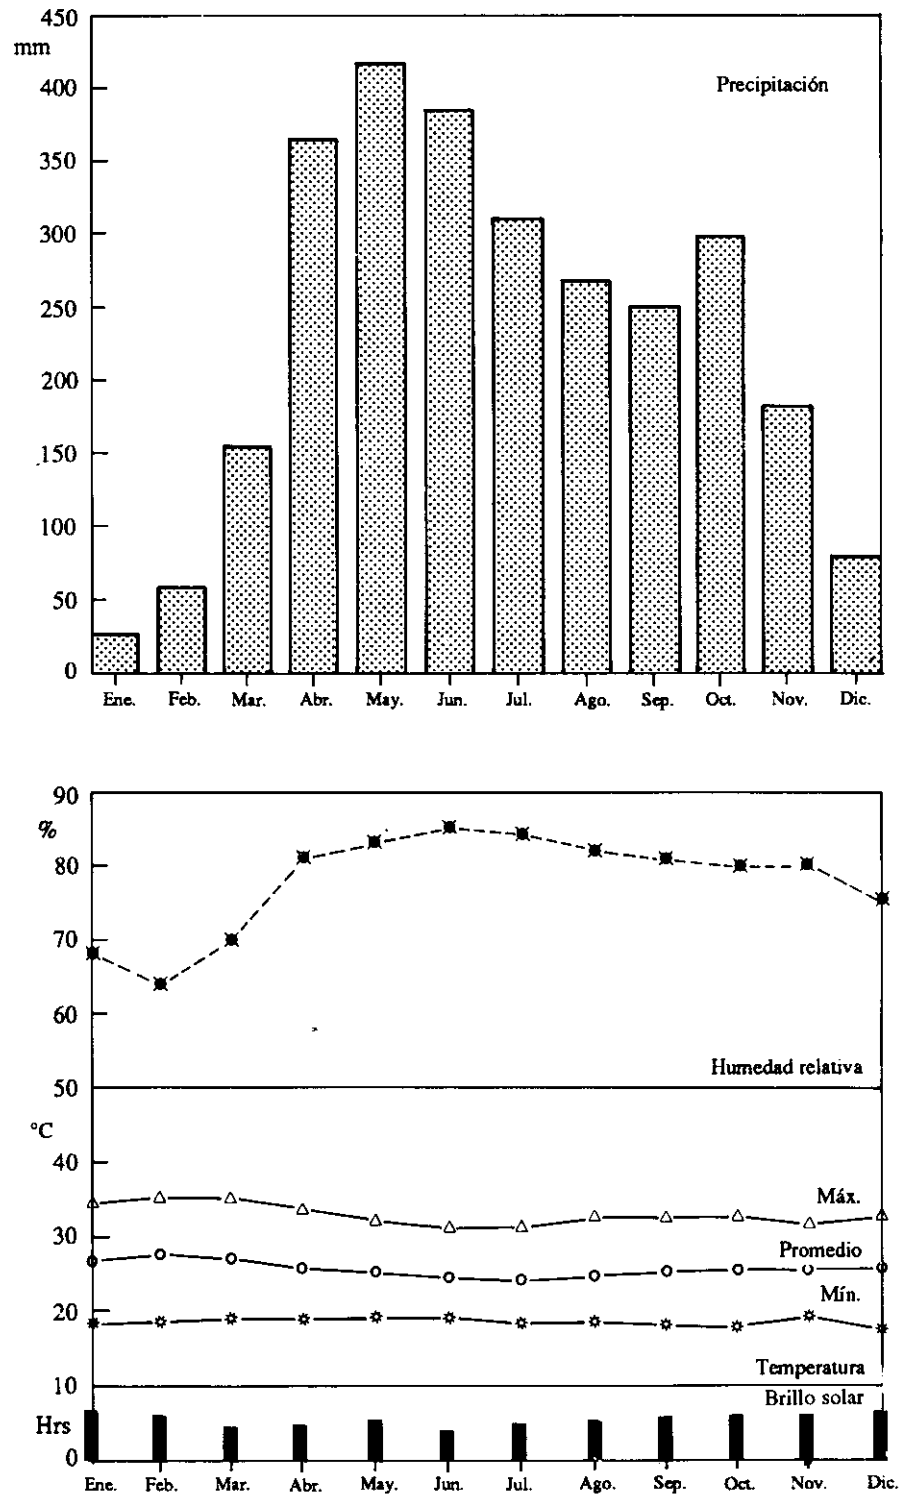 450
mm
Precipitación
400
350
300
250
200
150
100
50
0
Ene. Feb. Mar. Abr. May. Jun. Jul. Ago. Sep. Oct. Nov. Dic.
90
%
80
70
60
Humedad relativa
50
°C
40
Máx.
30
Promedio
Mín.
20
Temperatura
10
Brillo solar
Hrs
0
Ene. Feb. Mar. Abr. May. Jun. Jul. Ago. Sep. Oct. Nov. Dic.